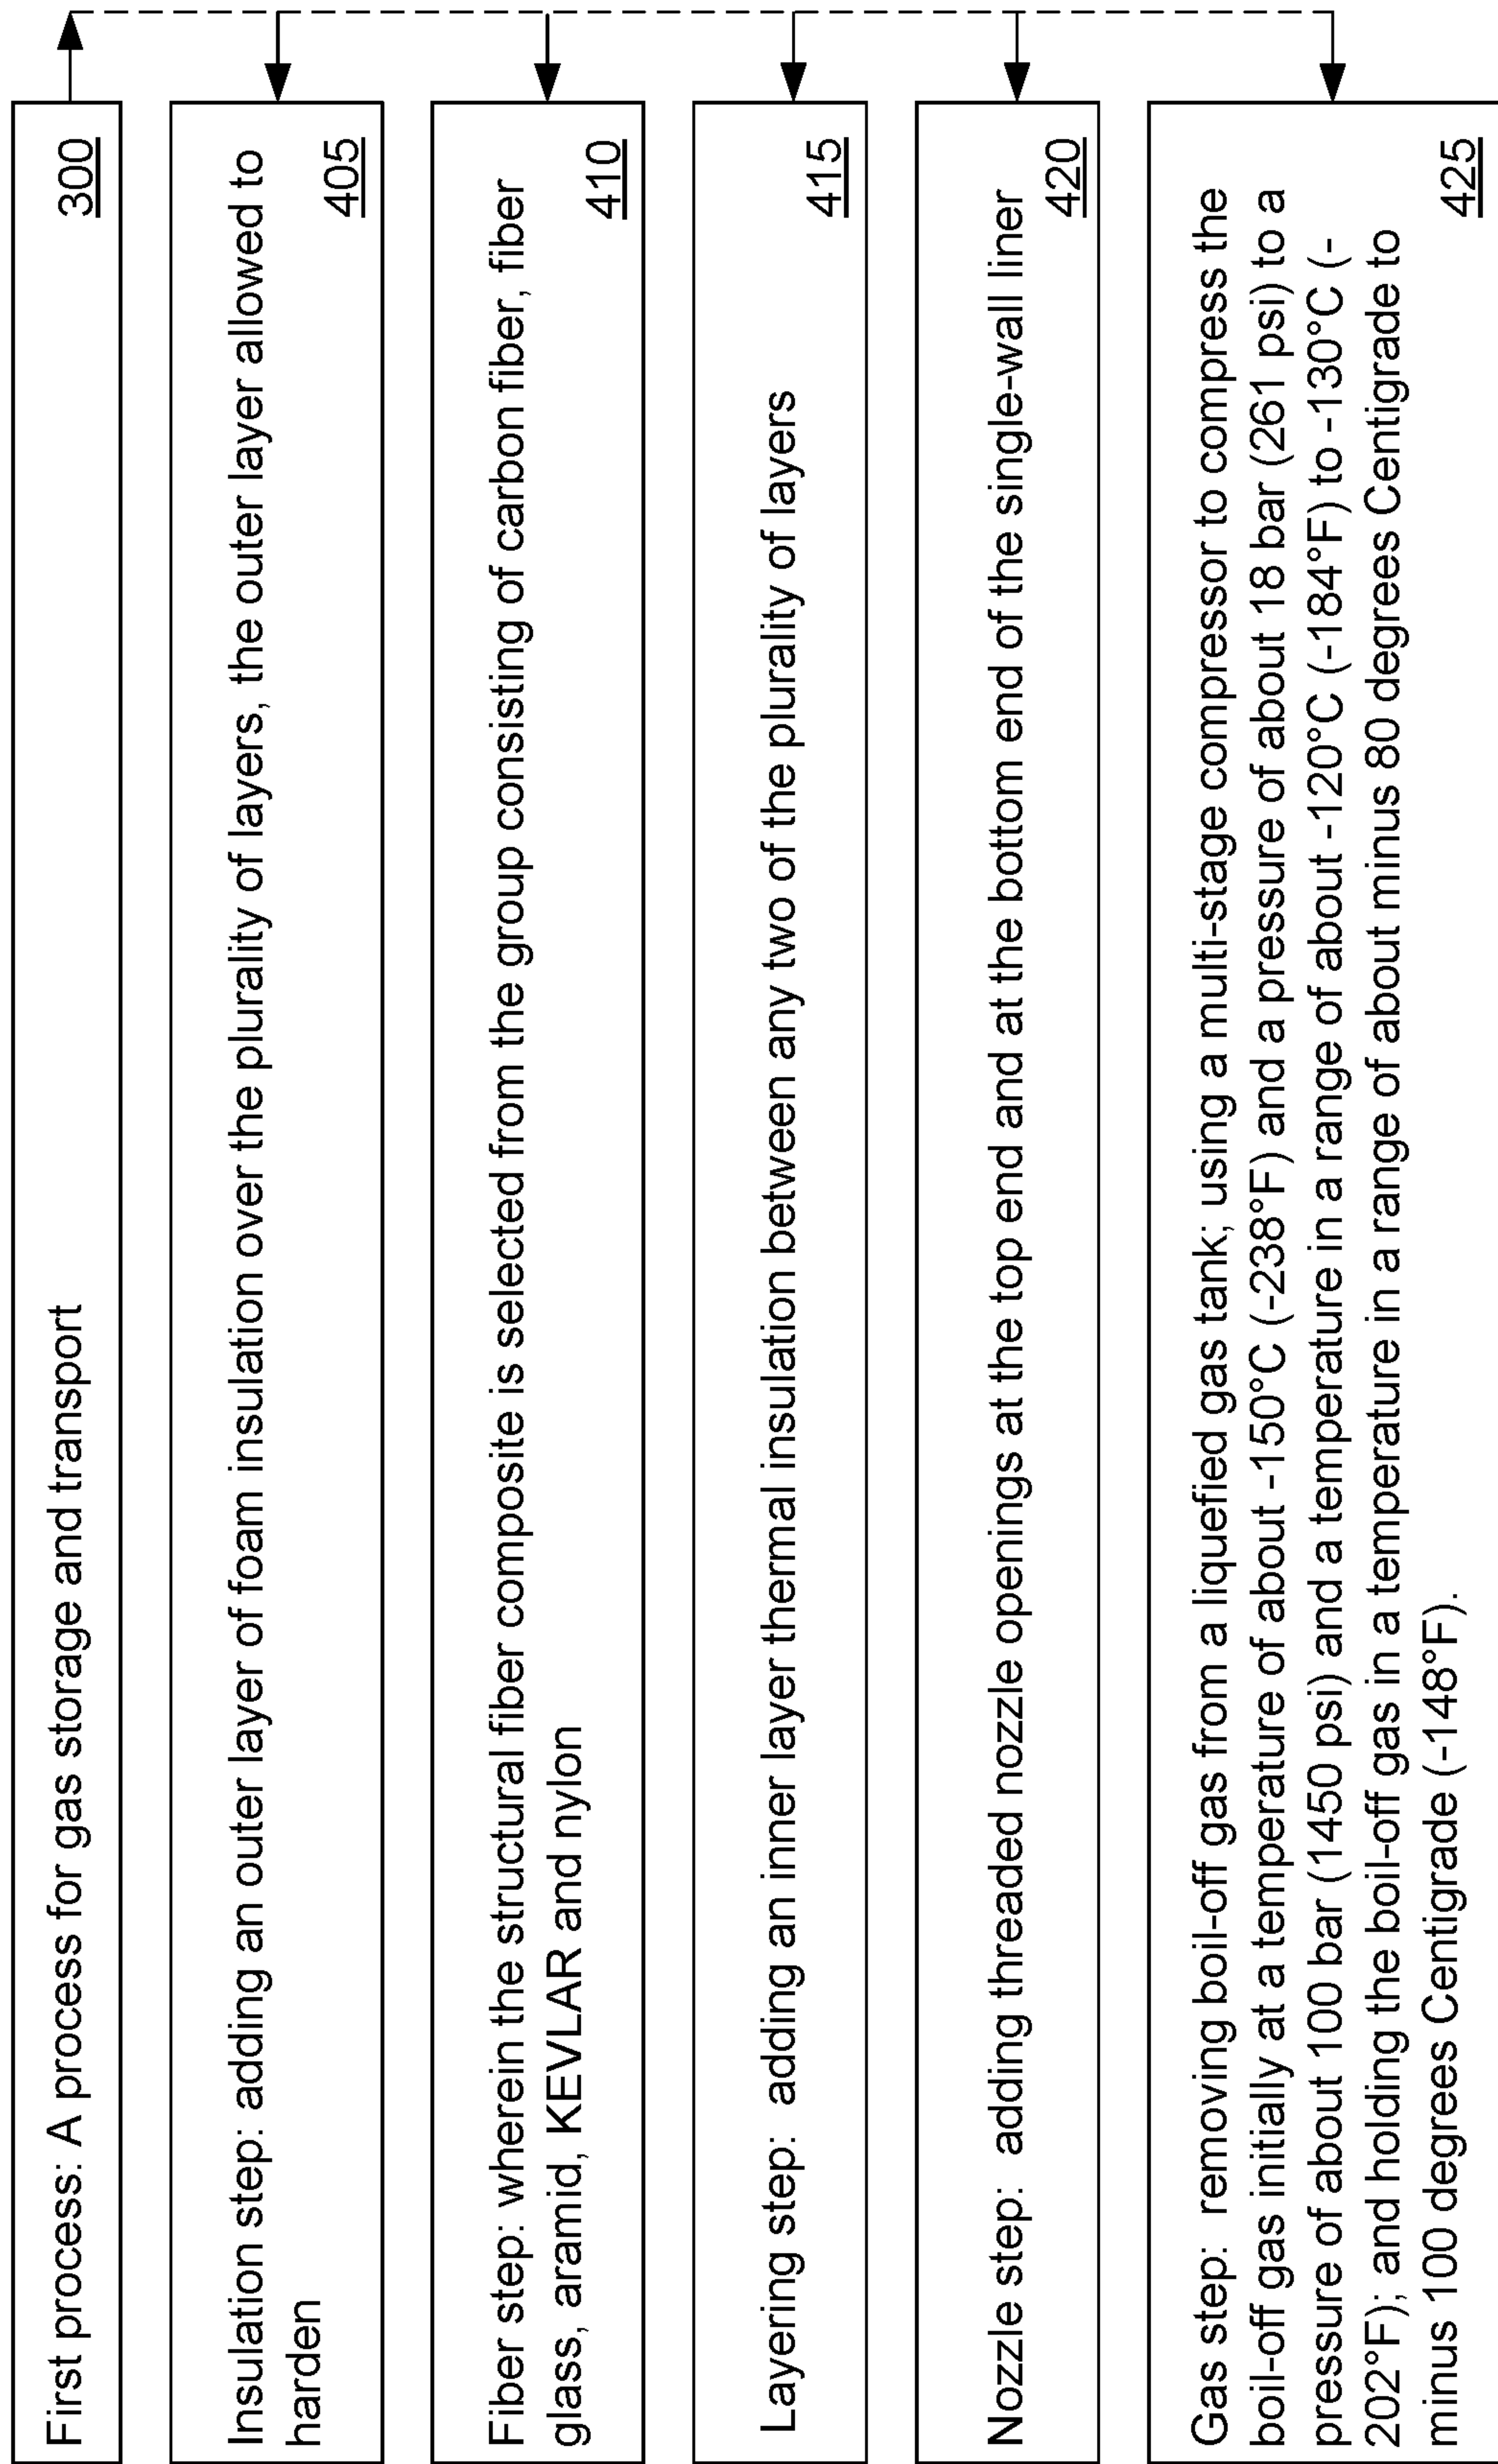 First process: A process for gas storage and transport
300
Insulation step: adding an outer layer of foam insulation over the plurality of layers, the outer layer allowed to
harden
405
Fiber step: wherein the structural fiber composite is selected from the group consisting of carbon fiber, fiber
glass, aramid, KEVLAR and nylon
410
Layering step: adding an inner layer thermal insulation between any two of the plurality of layers
415
Nozzle step: adding threaded nozzle openings at the top end and at the bottom end of the single-wall liner
420
Gas step: removing boil-off gas from a liquefied gas tank; using a multi-stage compressor to compress the
boil-off gas initially at a temperature of about -150°C (-238°F) and a pressure of about 18 bar (261 psi) to a
pressure of about 100 bar (1450 psi) and a temperature in a range of about -120°C (-184°F) to -130°C (-
202°F); and holding the boil-off gas in a temperature in a range of about minus 80 degrees Centigrade to
minus 100 degrees Centigrade (-148°F).
425